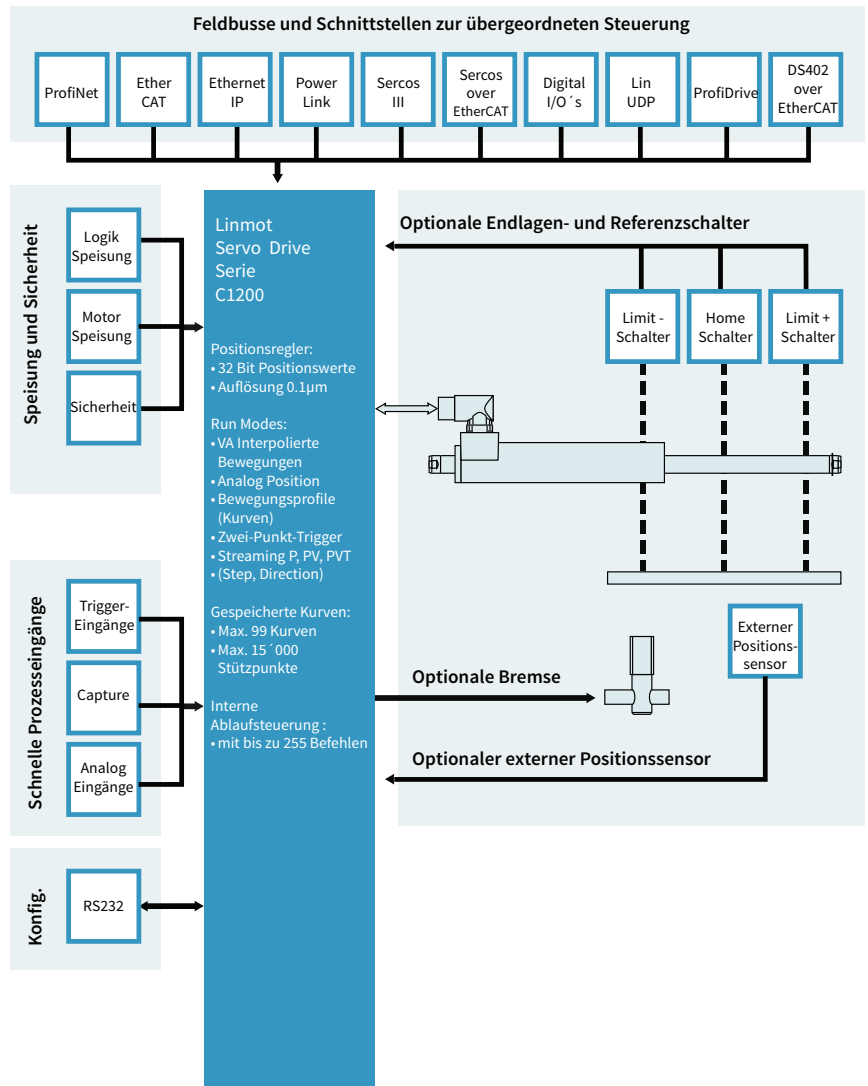 Feldbusse und Schnittstellen zur übergeordneten Steuerung
ProfiNet
Ether
CAT
Ethernet
IP
Power
Link
Sercos
III
Sercos
over
EtherCAT
Digital
I/O´s
Lin
UDP
ProfiDrive
DS402
over
EtherCAT
Speisung und Sicherheit
Logik
Speisung
Motor
Speisung
Sicherheit
Schnelle Prozesseingänge
Trigger-
Eingänge
Capture
Analog
Eingänge
Konfig.
RS232
Linmot
Servo Drive
Serie
C1200
Positionsregler:
• 32 Bit Positionswerte
• Auflösung 0.1µm
Run Modes:
• VA Interpolierte
Bewegungen
• Analog Position
• Bewegungsprofile
(Kurven)
• Zwei-Punkt-Trigger
• Streaming P, PV, PVT
• (Step, Direction)
Gespeicherte Kurven:
• Max. 99 Kurven
• Max. 15´000
Stützpunkte
Interne
Ablaufsteuerung :
• mit bis zu 255 Befehlen
Optionale Endlagen- und Referenzschalter
Limit -
Schalter
Home
Schalter
Limit +
Schalter
Externer
Positions-
sensor
Optionale Bremse
Optionaler externer Positionssensor